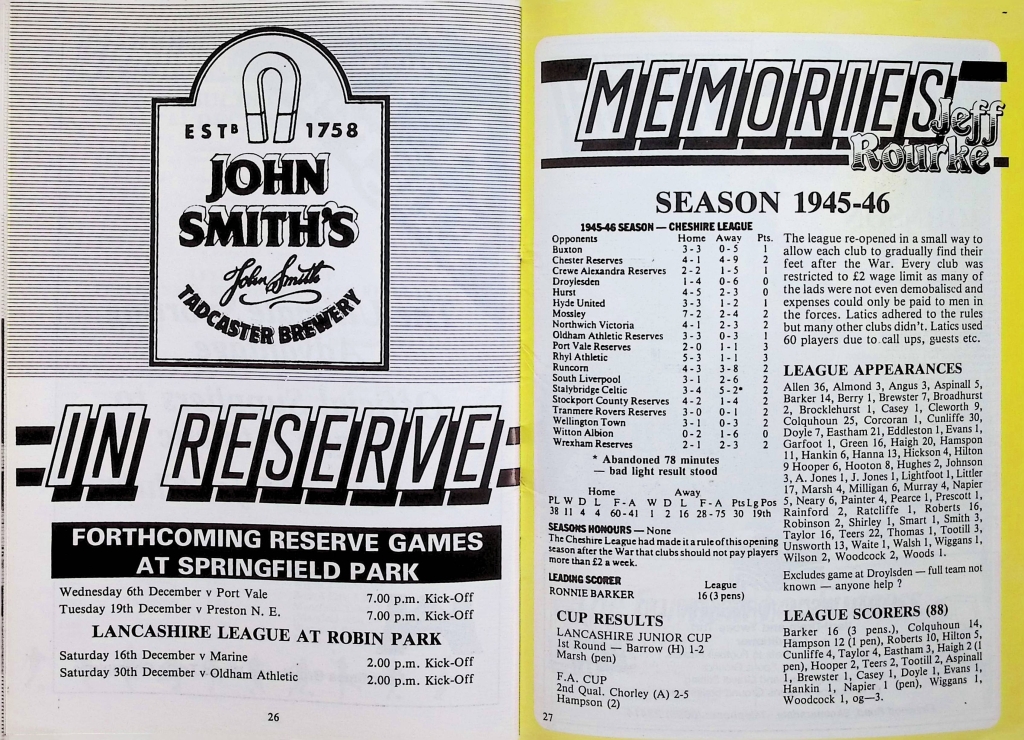 ESTᴰ 1758
JOHN
SMITH'S
John Smith
TADCASTER BREWERY
IN RESERVE
FORTHCOMING RESERVE GAMES
AT SPRINGFIELD PARK
Wednesday 6th December v Port Vale 7.00 p.m. Kick-Off
Tuesday 19th December v Preston N. E. 7.00 p.m. Kick-Off
LANCASHIRE LEAGUE AT ROBIN PARK
Saturday 16th December v Marine 2.00 p.m. Kick-Off
Saturday 30th December v Oldham Athletic 2.00 p.m. Kick-Off
26
MEMORIES
Jeff
Rourke
SEASON 1945-46
1945-46 SEASON — CHESHIRE LEAGUE
Opponents Home Away Pts.
Buxton 3-3 0-5 1
Chester Reserves 4-1 4-9 2
Crewe Alexandra Reserves 2-2 1-5 1
Droylesden 1-4 0-6 0
Hurst 4-5 2-3 0
Hyde United 3-3 1-2 1
Mossley 7-2 2-4 2
Northwich Victoria 4-1 2-3 2
Oldham Athletic Reserves 3-3 0-3 1
Port Vale Reserves 2-0 1-1 3
Rhyl Athletic 5-3 1-1 3
Runcorn 4-3 3-8 2
South Liverpool 3-1 2-6 2
Stalybridge Celtic 3-4 5-2* 2
Stockport County Reserves 4-2 1-4 2
Tranmere Rovers Reserves 3-0 0-1 2
Wellington Town 3-1 0-3 2
Witton Albion 0-2 1-6 0
Wrexham Reserves 2-1 2-3 2
* Abandoned 78 minutes
— bad light result stood
Home Away
PL W D L F-A W D L F-A Pts Lg Pos
38 11 4 4 60-41 1 2 16 28-75 30 19th
SEASONS HONOURS — None
The Cheshire League had made it a rule of this opening
season after the War that clubs should not pay players
more than £2 a week.
LEADING SCORER League
RONNIE BARKER 16 (3 pens)
CUP RESULTS
LANCASHIRE JUNIOR CUP
1st Round — Barrow (H) 1-2
Marsh (pen)
F.A. CUP
2nd Qual. Chorley (A) 2-5
Hampson (2)
27
The league re-opened in a small way to
allow each club to gradually find their
feet after the War. Every club was
restricted to £2 wage limit as many of
the lads were not even demobaliscd and
expenses could only be paid to men in
the forces. Latics adhered to the rules
but many other clubs didn't. Latics used
60 players due to call ups, guests etc.
LEAGUE APPEARANCES
Allen 36, Almond 3, Angus 3, Aspinall 5,
Barker 14, Berry 1, Brewster 7, Broadhurst
2, Brocklehurst 1, Casey 1, Cleworth 9,
Colquhoun 25, Corcoran 1, Cunliffe 30,
Doyle 7, Eastham 21, Eddleston 1, Evans 1,
Garfoot 1, Green 16, Haigh 20, Hamspon
11, Hankin 6, Hanna 13, Hickson 4, Hilton
9 Hooper 6, Hooton 8, Hughes 2, Johnson
3, A. Jones 1, J. Jones 1, Lightfoot 1, Littler
17, Marsh 4, Milligan 6, Murray 4, Napier
5, Neary 6, Painter 4, Pearce 1, Prescott 1,
Rainford 2, Ratcliffe 1, Roberts 16,
Robinson 2, Shirley 1, Smart 1, Smith 3,
Taylor 16, Teers 22, Thomas 1, Tootill 3,
Unsworth 13, Waite 1, Walsh 1, Wiggans 1,
Wilson 2, Woodcock 2, Woods 1.
Excludes game at Droylsden — full team not
known — anyone help ?
LEAGUE SCORERS (88)
Barker 16 (3 pens.), Colquhoun 14,
Hampson 12 (1 pen), Roberts 10, Hilton 5,
Cunliffe 4, Taylor 4, Eastham 3, Haigh 2 (1
pen), Hooper 2, Teers 2, Tootill 2, Aspinall
1, Brewster 1, Casey 1, Doyle 1, Evans 1,
Hankin 1, Napier 1 (pen), Wiggans 1,
Woodcock 1, og—3.